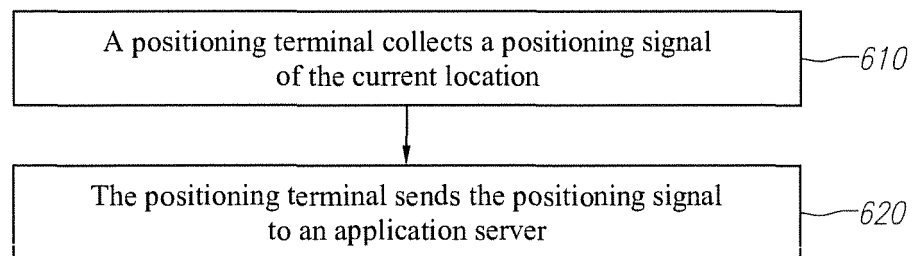 A positioning terminal collects a positioning signal
of the current location
610
The positioning terminal sends the positioning signal
to an application server
620